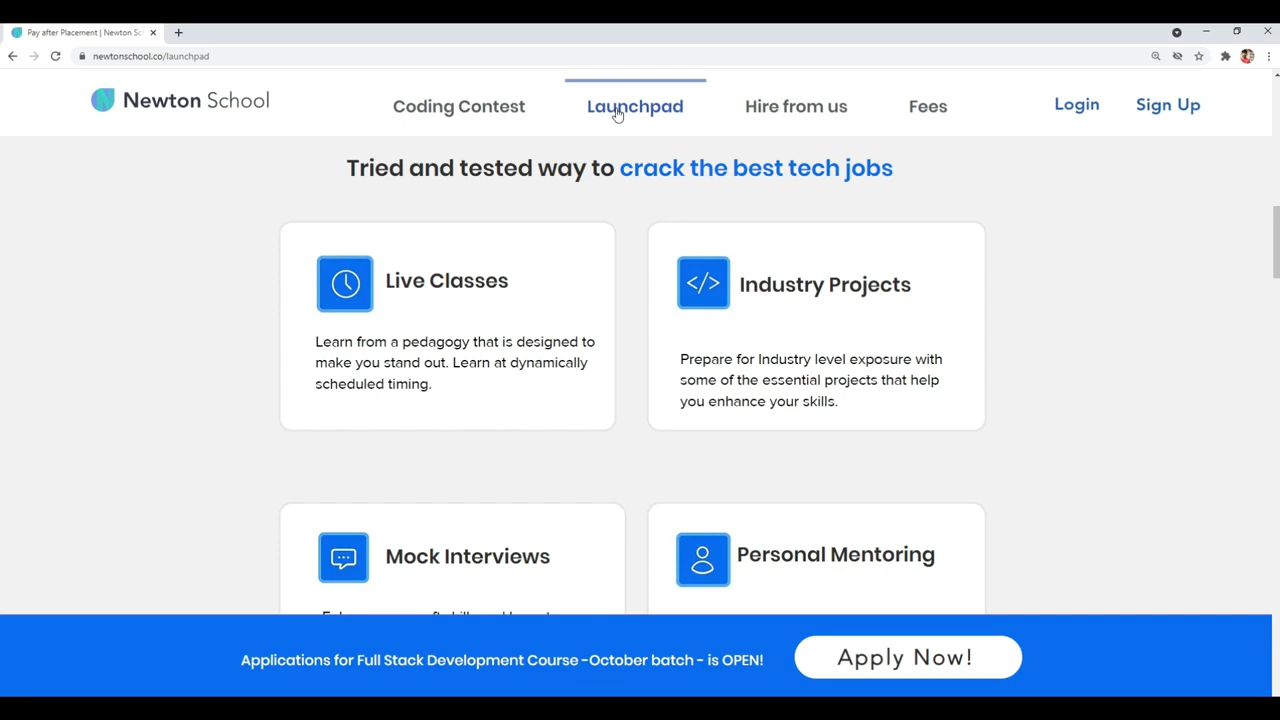 Pay after Placement | Newton Sc
newtonschool.co/launchpad
Newton School
Coding Contest
Launchpad
Hire from us
Fees
Login
Sign Up
Tried and tested way to crack the best tech jobs
Live Classes
Learn from a pedagogy that is designed to
make you stand out. Learn at dynamically
scheduled timing.
</>
Industry Projects
Prepare for Industry level exposure with
some of the essential projects that help
you enhance your skills.
Mock Interviews
Personal Mentoring
Applications for Full Stack Development Course -October batch - is OPEN!
Apply Now!